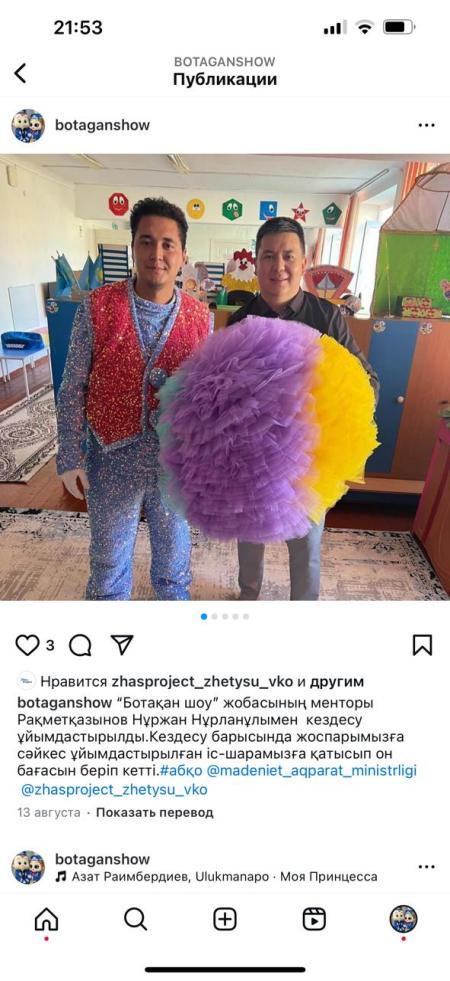 21:53
BOTAGANSHOW
Публикации
botaganshow
3
Нравится zhasproject_zhetysu_vko и другим
botaganshow “Ботақан шоу” жобасының менторы
Рақметқазынов Нұржан Нұрланұлымен кездесу
ұйымдастырылды.Кездесу барысында жоспарымызға
сәйкес ұйымдастырылған іс-шарамызға қатысып он
бағасын беріп кетті.#абқо @madeniet_aqparat_ministrligi
@zhasproject_zhetysu_vko
13 августа · Показать перевод
botaganshow
Азат Раимбердиев, Ulukmanapo · Моя Принцесса